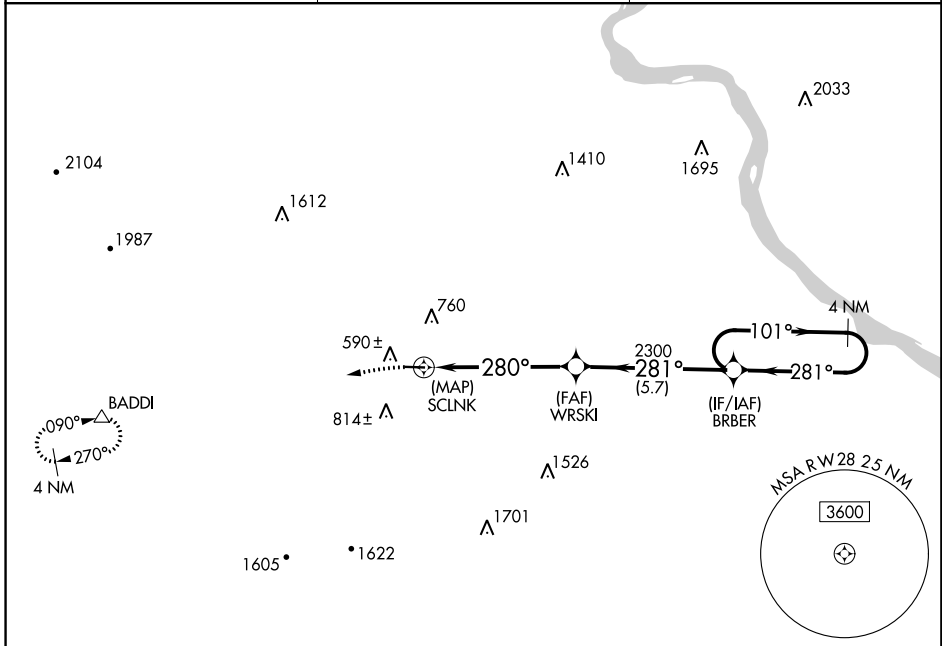 2033
2104
1410
1695
1612
1987
760
4 NM
101°
590 ±
2300
280°
281°
281°
(MAP)
SCLNK
(FAF)
WRSKI
(5.7)
(IF/IAF)
BRBER
BADDI
090°
814 ±
270°
4 NM
1526
MSA RW28 25 NM
3600
1701
1622
1605